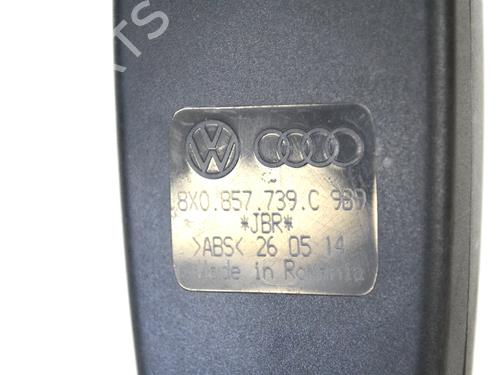 8X0.857.739.C 9B9
*JBR*
>ABS< 26 05 14
Made in Romania